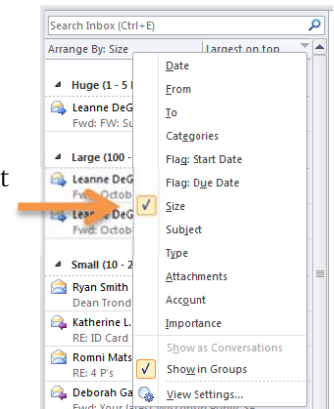 Search Inbox (Ctrl+E)
Arrange By: Size Largest on top
Huge (1 - 5
Leanne DeG
Fwd: FW: Su
Large (100 -
Leanne DeG
Fwd: Octob
t
Leanne DeG
Fwd: Octob
Small (10 - 2
Ryan Smith
Dean Trond
Katherine L.
RE: ID Card
Romni Mats
RE: 4 P's
Deborah Ga
Date
From
To
Categories
Flag: Start Date
Flag: Due Date
Size
Subject
Type
Attachments
Account
Importance
Show as Conversations
Show in Groups
View Settings...